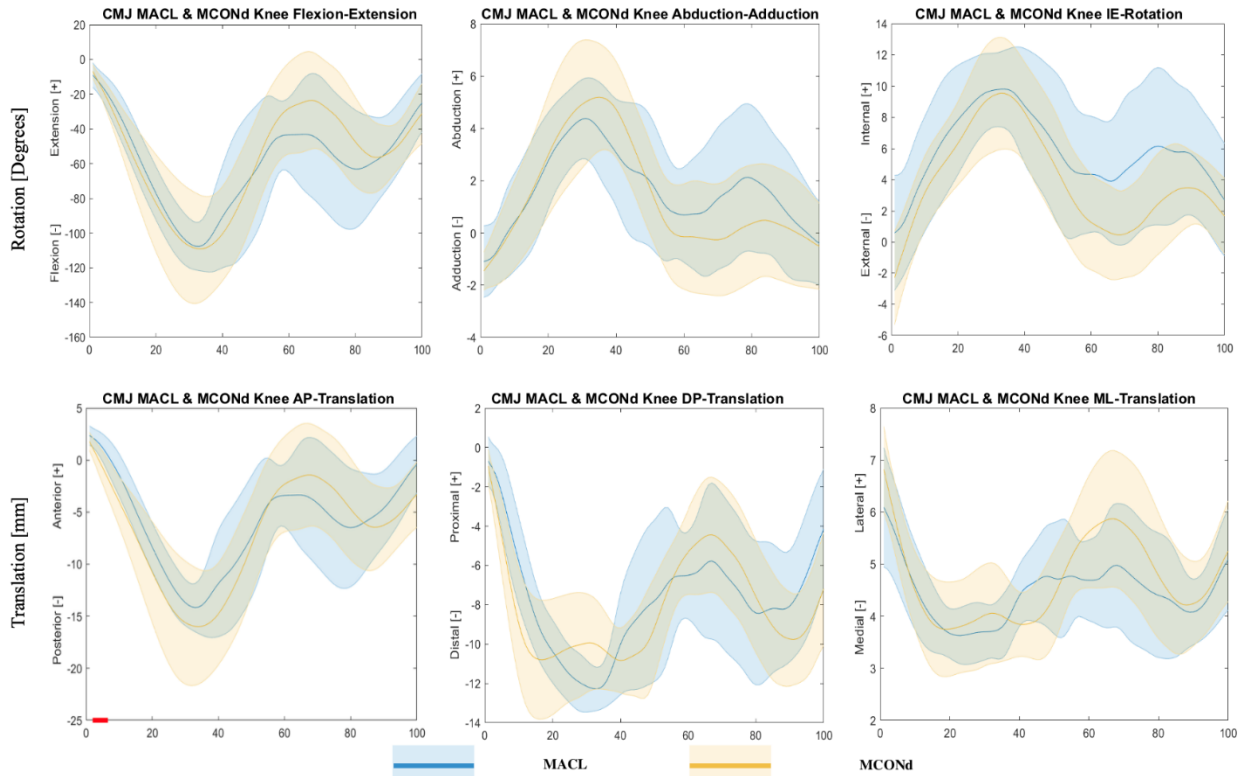 CMJ MACL & MCONd Knee Flexion-Extension
CMJ MACL & MCONd Knee Abduction-Adduction
CMJ MACL & MCONd Knee IE-Rotation
Rotation [Degrees]
Flexion [-] Extension [+]
20
0
-20
-40
-60
-80
-100
-120
-140
-160
0 20 40 60 80 100
Adduction [-] Abduction [+]
8
6
4
2
0
-2
-4
0 20 40 60 80 100
External [-] Internal [+]
14
12
10
8
6
4
2
0
-2
-4
-6
0 20 40 60 80 100
CMJ MACL & MCONd Knee AP-Translation
CMJ MACL & MCONd Knee DP-Translation
CMJ MACL & MCONd Knee ML-Translation
Translation [mm]
Posterior [-] Anterior [+]
5
0
-5
-10
-15
-20
-25
0 20 40 60 80 100
Distal [-] Proximal [+]
2
0
-2
-4
-6
-8
-10
-12
-14
0 20 40 60 80 100
Medial [-] Lateral [+]
8
7
6
5
4
3
2
0 20 40 60 80 100
MACL MCONd